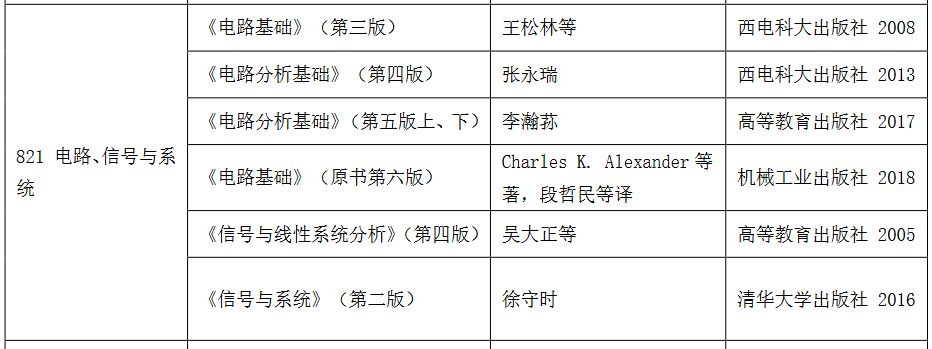 《电路基础》（第三版） 王松林等 西电科大出版社 2008
《电路分析基础》（第四版） 张永瑞 西电科大出版社 2013
《电路分析基础》（第五版上、下） 李瀚荪 高等教育出版社 2017
821 电路、信号与系
统
《电路基础》（原书第六版） Charles K. Alexander 等
著，段哲民等译 机械工业出版社 2018
《信号与线性系统分析》（第四版） 吴大正等 高等教育出版社 2005
《信号与系统》（第二版） 徐守时 清华大学出版社 2016